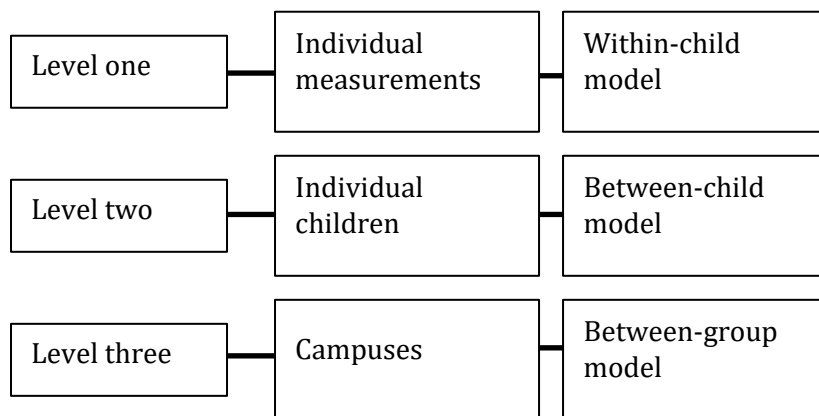 Level one
Individual
measurements
Within-child
model
Level two
Individual
children
Between-child
model
Level three
Campuses
Between-group
model